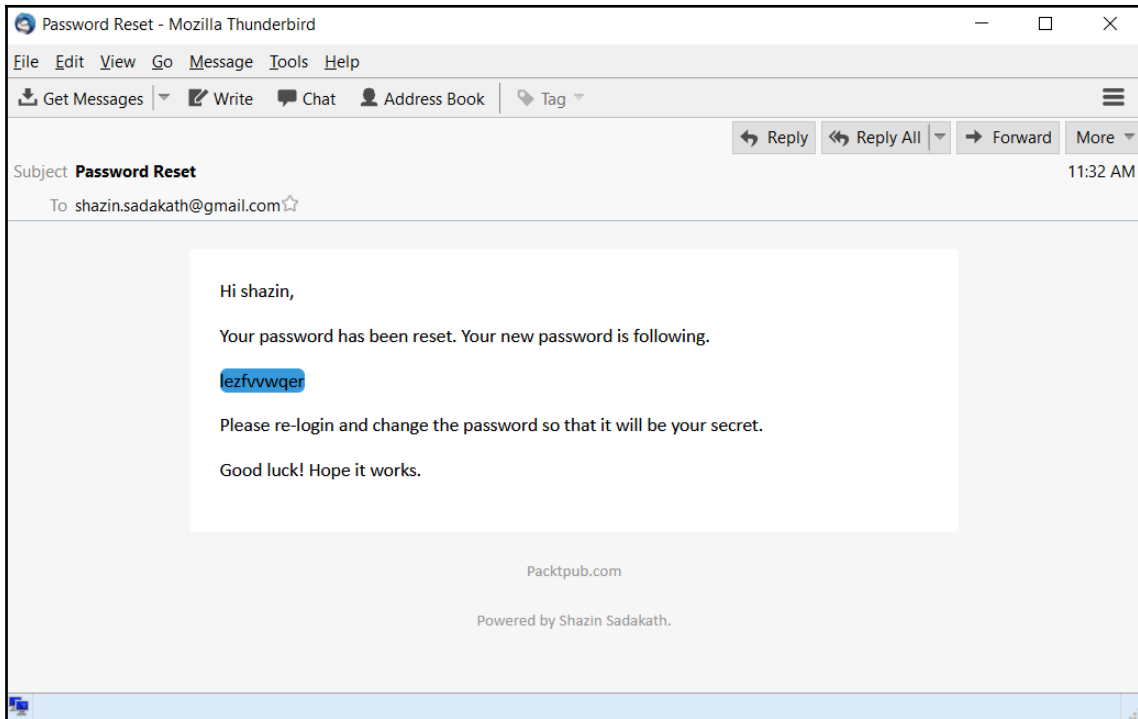 Password Reset - Mozilla Thunderbird
File Edit View Go Message Tools Help
Get Messages Write Chat Address Book Tag
Reply Reply All Forward More
Subject Password Reset 11:32 AM
To shazin.sadakath@gmail.com
Hi shazin,
Your password has been reset. Your new password is following.
lezfvvwqer
Please re-login and change the password so that it will be your secret.
Good luck! Hope it works.
Packtpub.com
Powered by Shazin Sadakath.